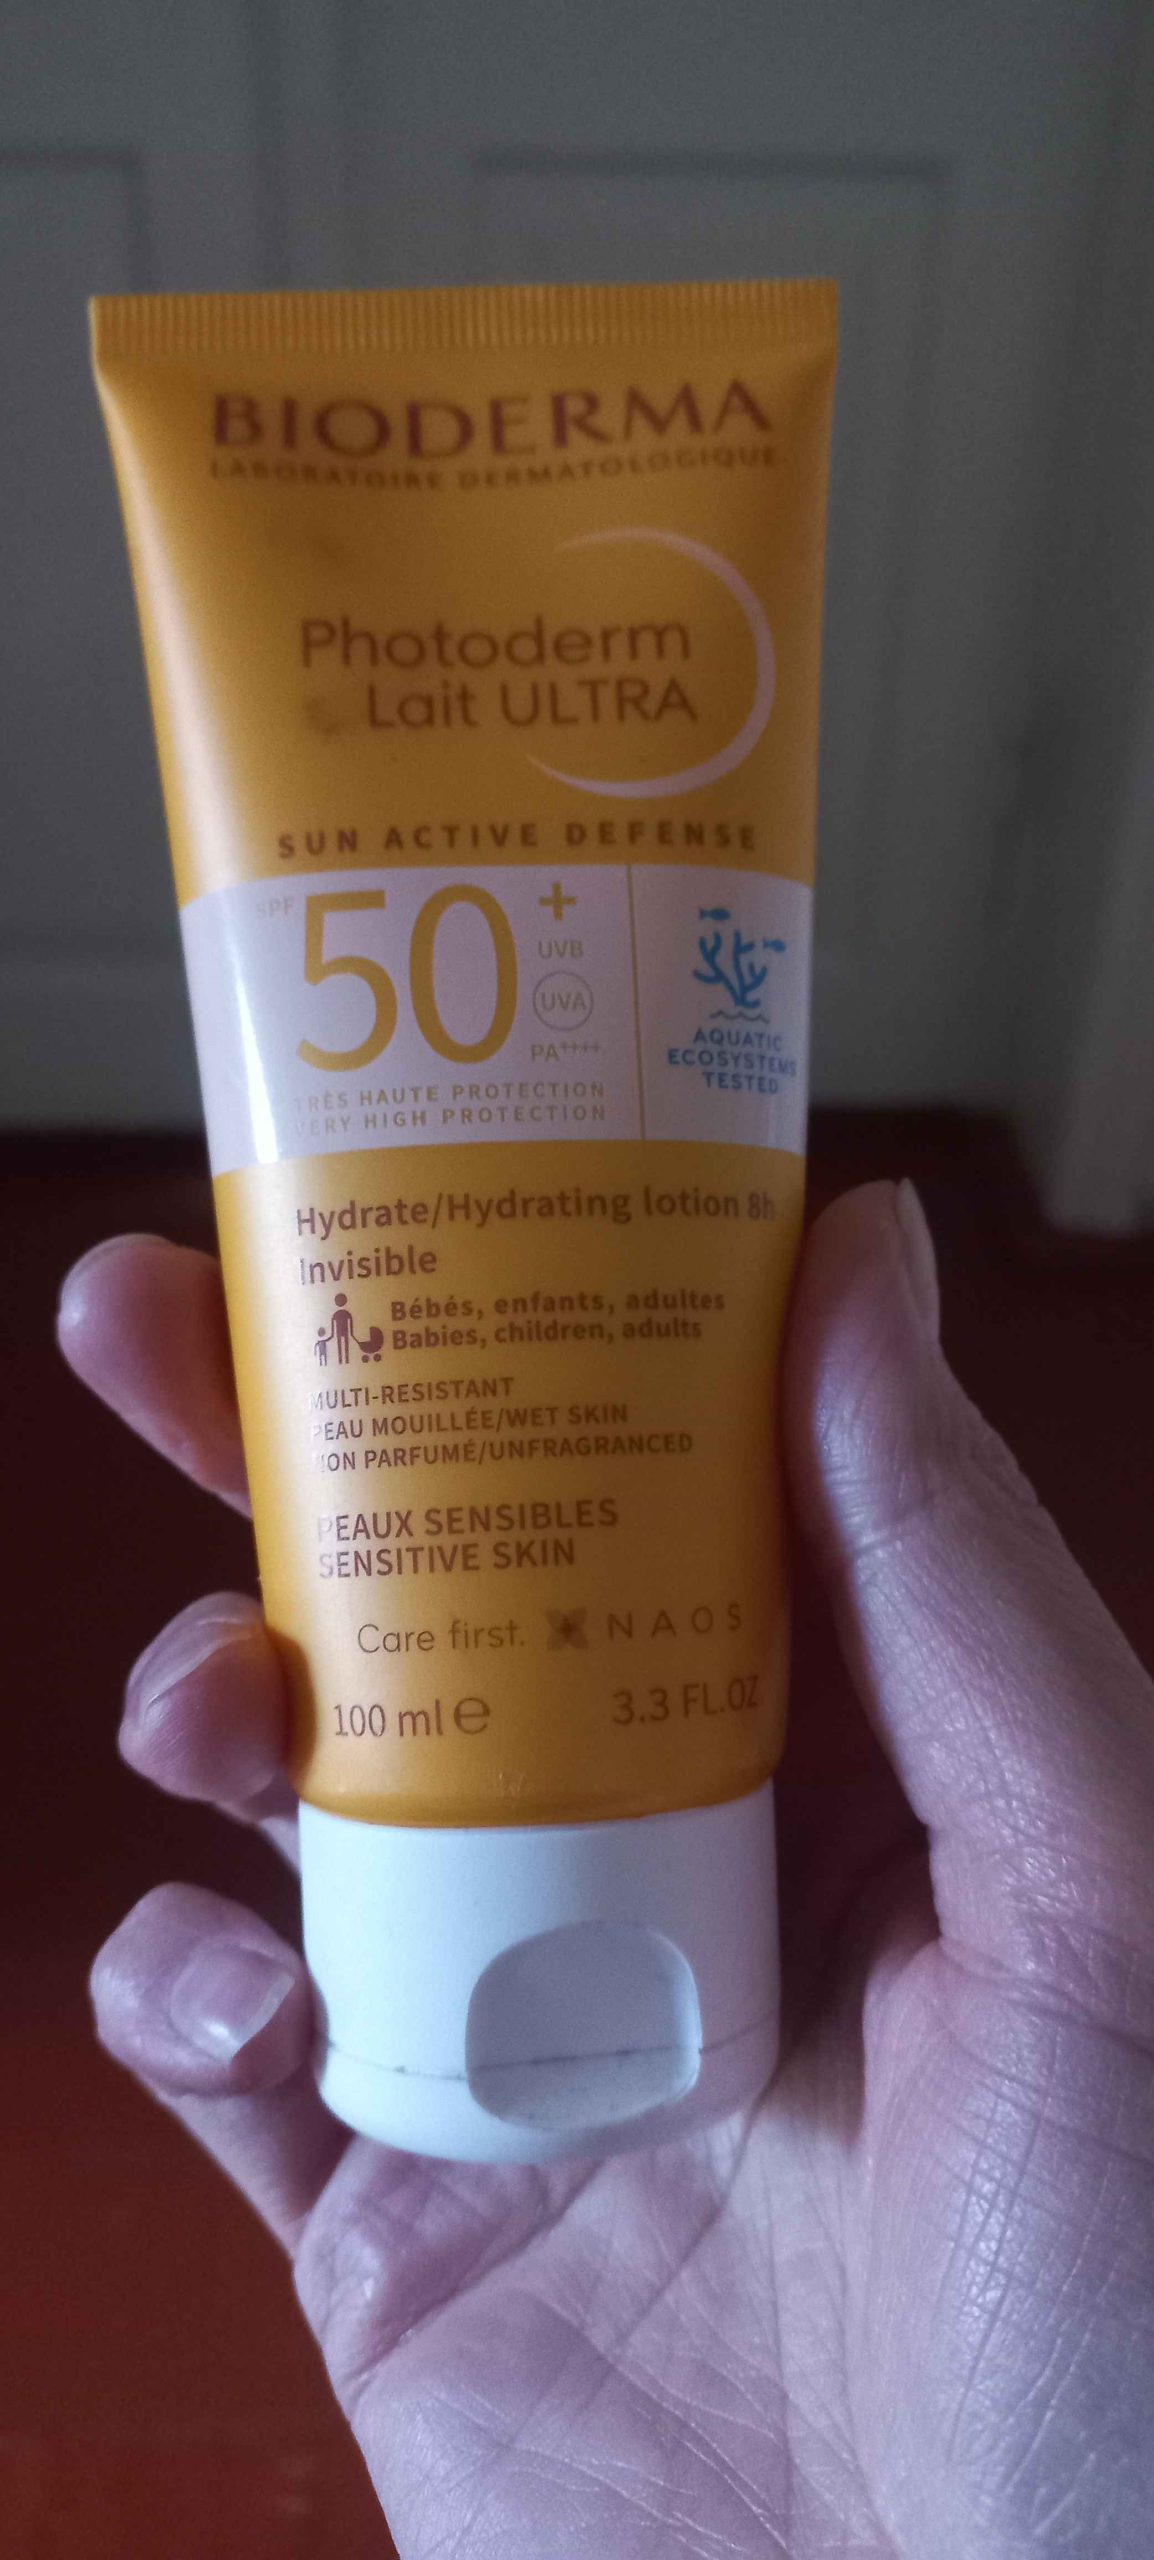 BIODERMA
LABORATOIRE DERMATOLOGIQUE
Photoderm
Lait ULTRA
SUN ACTIVE DEFENSE
SPF 50+
UVB
UVA
PA++++
TRÈS HAUTE PROTECTION
VERY HIGH PROTECTION
AQUATIC
ECOSYSTEMS
TESTED
Hydrate/Hydrating lotion 8h
Invisible
Bébés, enfants, adultes
Babies, children, adults
MULTI-RESISTANT
PEAU MOUILLÉE/WET SKIN
NON PARFUMÉ/UNFRAGRANCED
PEAUX SENSIBLES
SENSITIVE SKIN
Care first. NAOS
100 ml e 3.3 FL.OZ